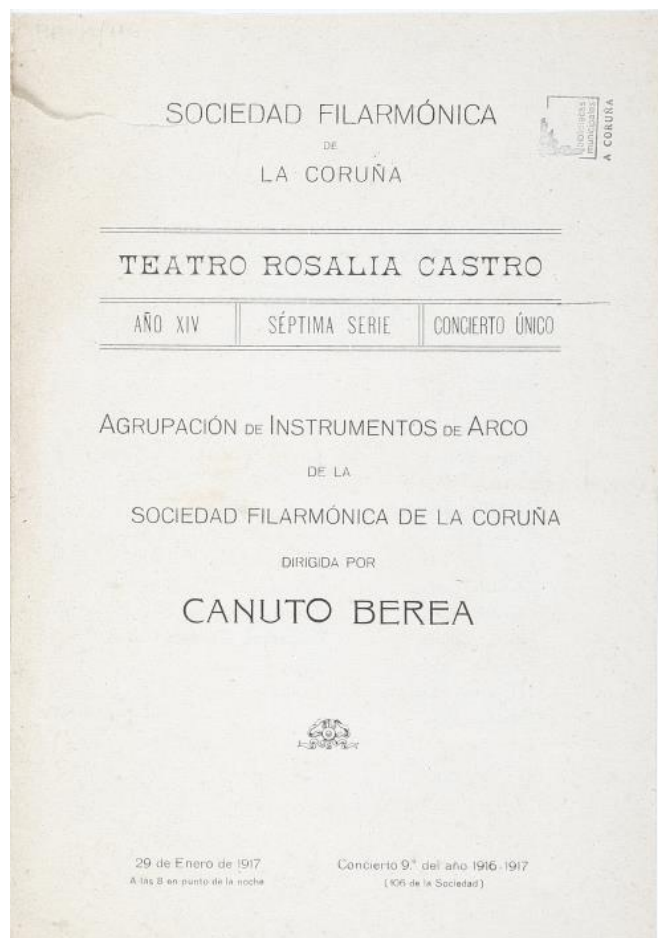 SOCIEDAD FILARMÓNICA
DE
LA CORUÑA
bibliotecas
municipales
A CORUÑA
TEATRO ROSALIA CASTRO
AÑO XIV SÉPTIMA SERIE CONCIERTO ÚNICO
AGRUPACIÓN DE INSTRUMENTOS DE ARCO
DE LA
SOCIEDAD FILARMÓNICA DE LA CORUÑA
DIRIGIDA POR
CANUTO BEREA
29 de Enero de 1917
A las 8 en punto de la noche
Concierto 9.º del año 1916-1917
(106 de la Sociedad)